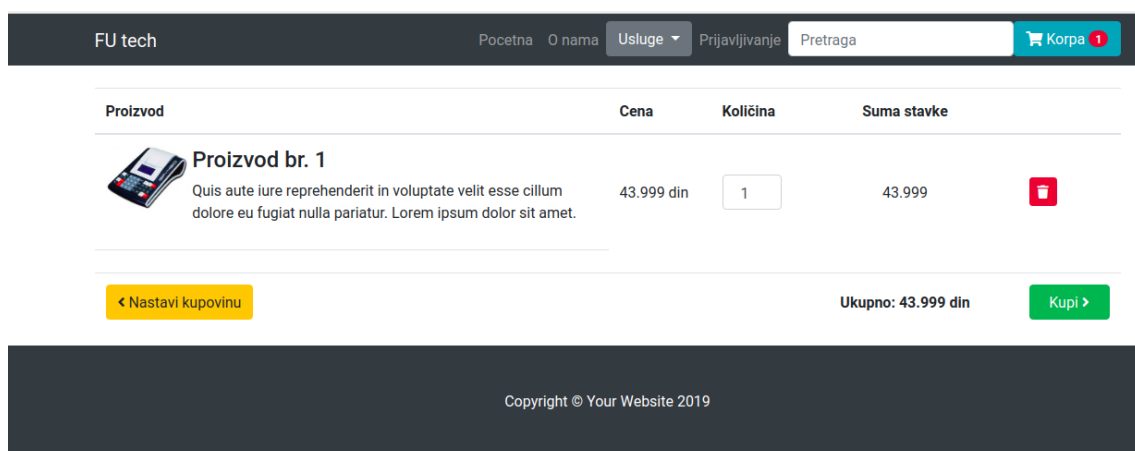 FU tech Pocetna O nama Usluge Prijavljivanje Pretraga Korpa 1
Proizvod Cena Količina Suma stavke
Proizvod br. 1
Quis aute iure reprehenderit in voluptate velit esse cillum
dolore eu fugiat nulla pariatur. Lorem ipsum dolor sit amet.
43.999 din 1 43.999
Nastavi kupovinu Ukupno: 43.999 din Kupi
Copyright © Your Website 2019